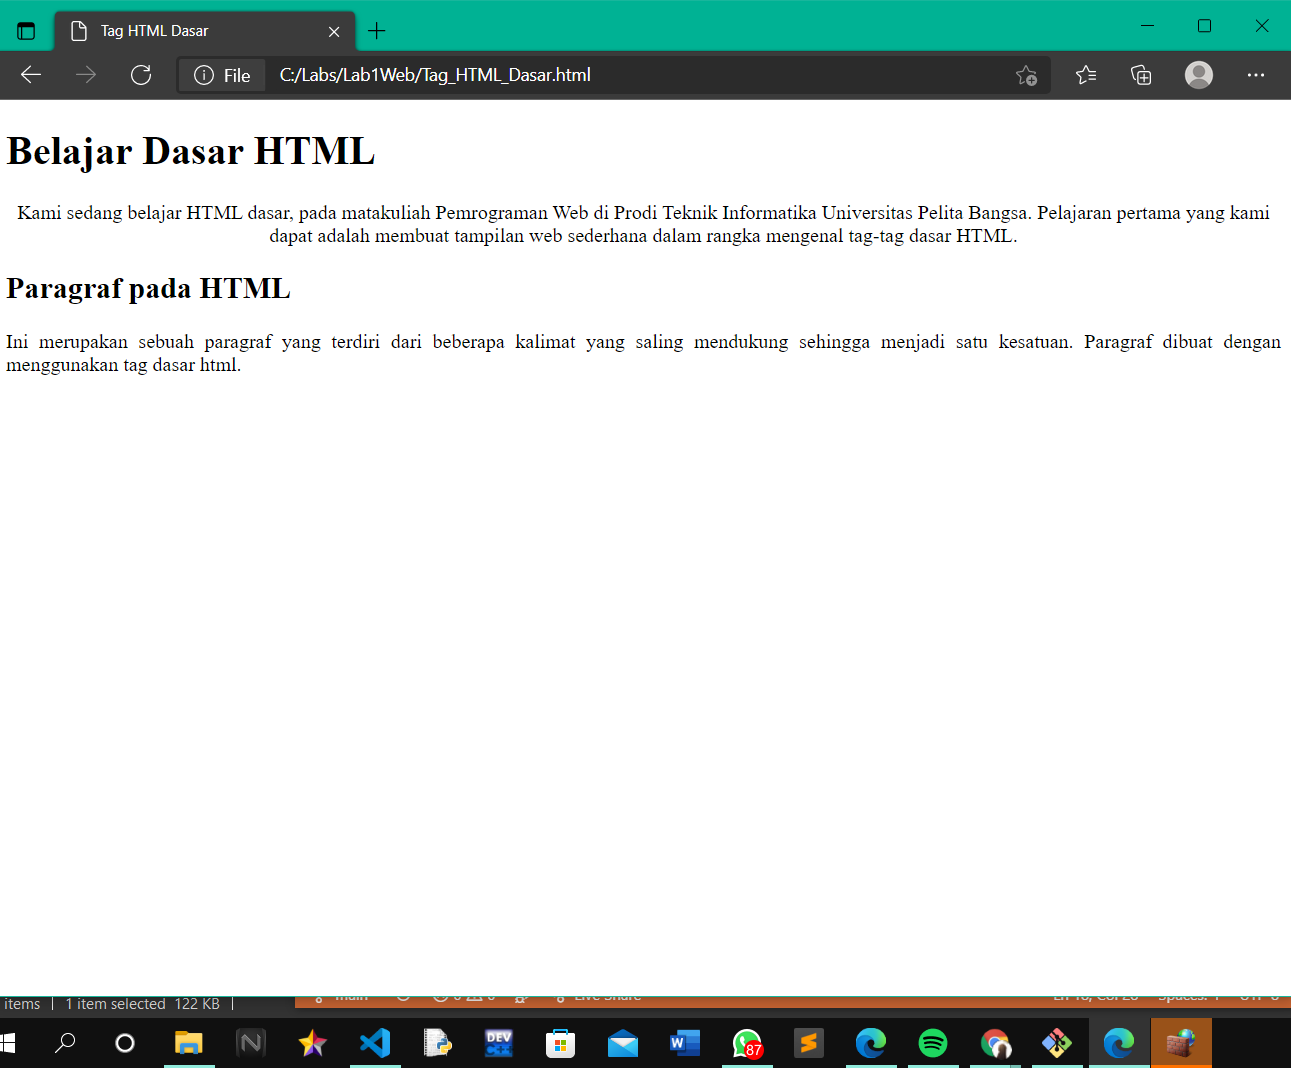 Tag HTML Dasar
File C:/Labs/Lab1Web/Tag_HTML_Dasar.html
Belajar Dasar HTML
Kami sedang belajar HTML dasar, pada matakuliah Pemrograman Web di Prodi Teknik Informatika Universitas Pelita Bangsa. Pelajaran pertama yang kami
dapat adalah membuat tampilan web sederhana dalam rangka mengenal tag-tag dasar HTML.
Paragraf pada HTML
Ini merupakan sebuah paragraf yang terdiri dari beberapa kalimat yang saling mendukung sehingga menjadi satu kesatuan. Paragraf dibuat dengan
menggunakan tag dasar html.
items 1 item selected 122 KB main Live Share
DEV C++ W 87